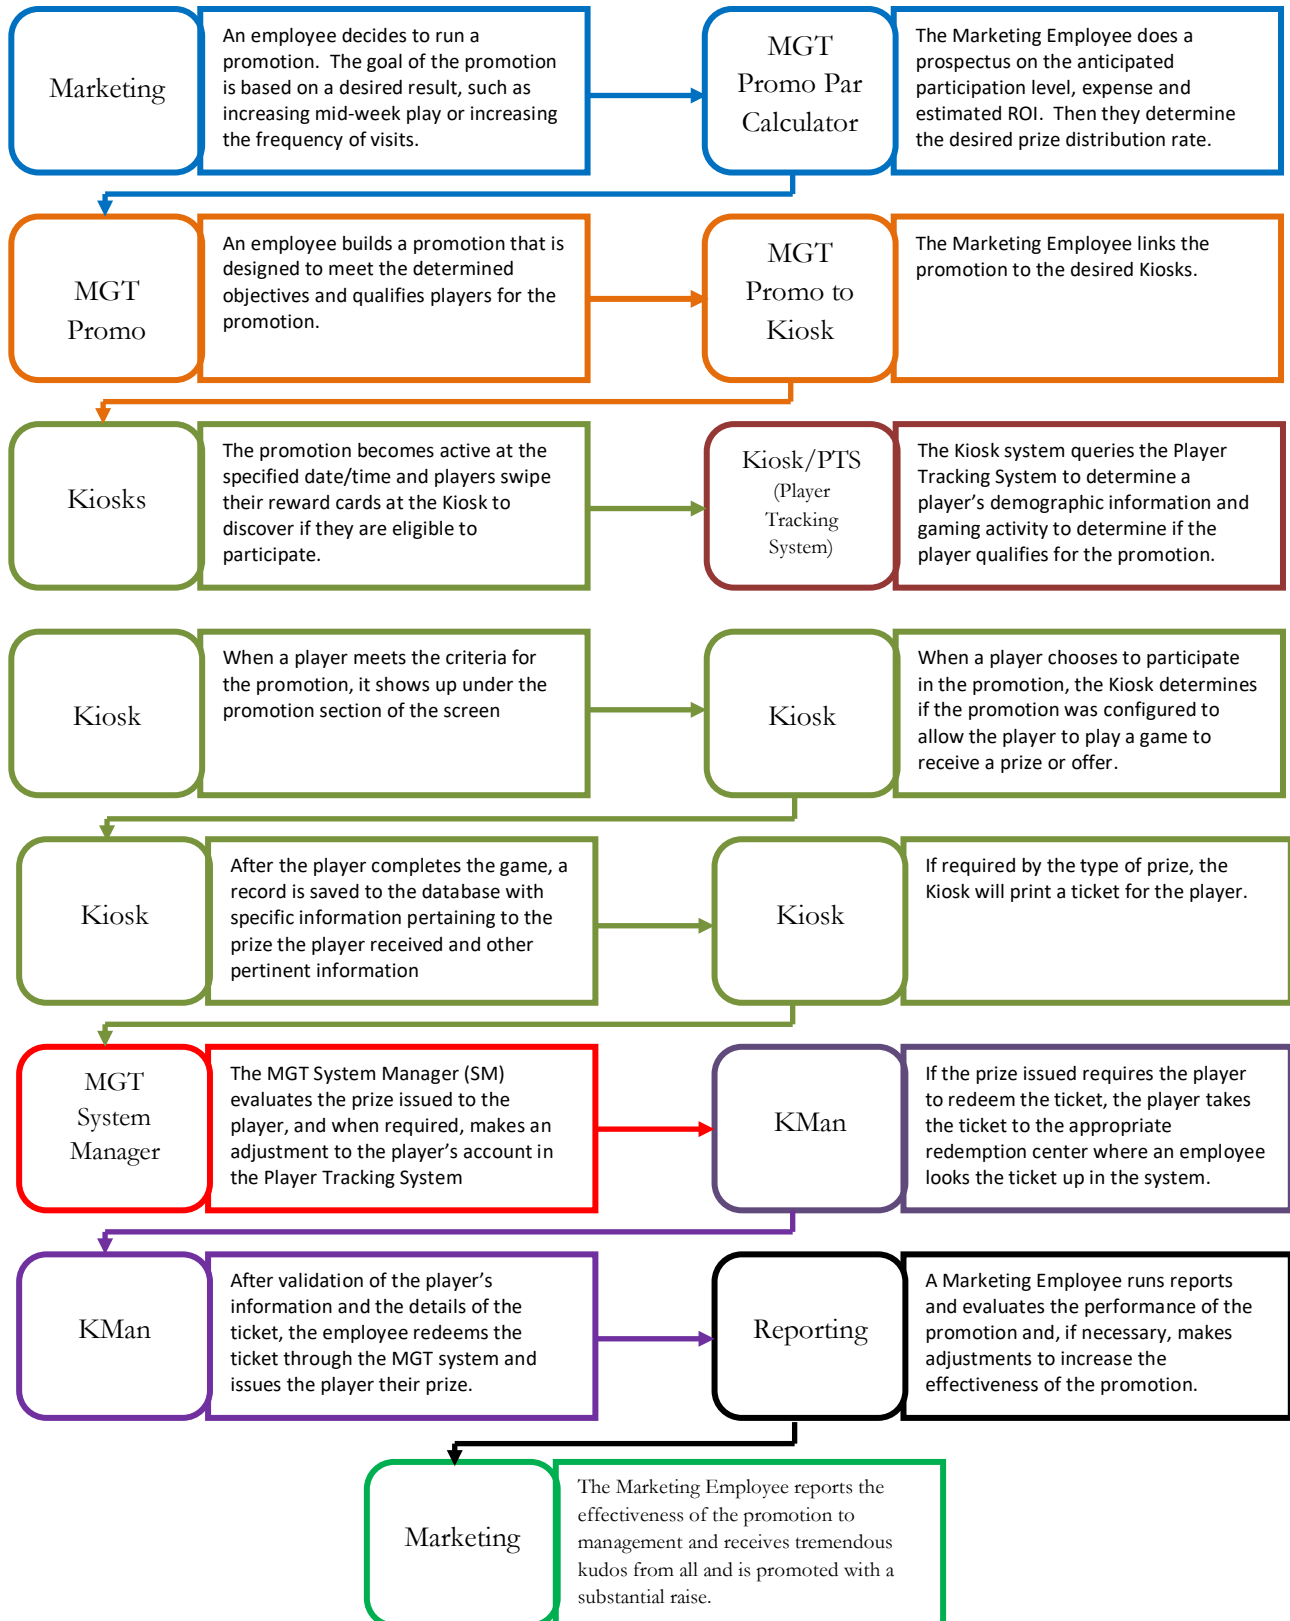 Marketing
An employee decides to run a
promotion.  The goal of the promotion
is based on a desired result, such as
increasing mid-week play or increasing
the frequency of visits.
MGT
Promo Par
Calculator
The Marketing Employee does a
prospectus on the anticipated
participation level, expense and
estimated ROI.  Then they determine
the desired prize distribution rate.
MGT
Promo
An employee builds a promotion that is
designed to meet the determined
objectives and qualifies players for the
promotion.
MGT
Promo to
Kiosk
The Marketing Employee links the
promotion to the desired Kiosks.
Kiosks
The promotion becomes active at the
specified date/time and players swipe
their reward cards at the Kiosk to
discover if they are eligible to
participate.
Kiosk/PTS
(Player
Tracking
System)
The Kiosk system queries the Player
Tracking System to determine a
player’s demographic information and
gaming activity to determine if the
player qualifies for the promotion.
Kiosk
When a player meets the criteria for
the promotion, it shows up under the
promotion section of the screen
Kiosk
When a player chooses to participate
in the promotion, the Kiosk determines
if the promotion was configured to
allow the player to play a game to
receive a prize or offer.
Kiosk
After the player completes the game, a
record is saved to the database with
specific information pertaining to the
prize the player received and other
pertinent information
Kiosk
If required by the type of prize, the
Kiosk will print a ticket for the player.
MGT
System
Manager
The MGT System Manager (SM)
evaluates the prize issued to the
player, and when required, makes an
adjustment to the player’s account in
the Player Tracking System
KMan
If the prize issued requires the player
to redeem the ticket, the player takes
the ticket to the appropriate
redemption center where an employee
looks the ticket up in the system.
KMan
After validation of the player’s
information and the details of the
ticket, the employee redeems the
ticket through the MGT system and
issues the player their prize.
Reporting
A Marketing Employee runs reports
and evaluates the performance of the
promotion and, if necessary, makes
adjustments to increase the
effectiveness of the promotion.
Marketing
The Marketing Employee reports the
effectiveness of the promotion to
management and receives tremendous
kudos from all and is promoted with a
substantial raise.